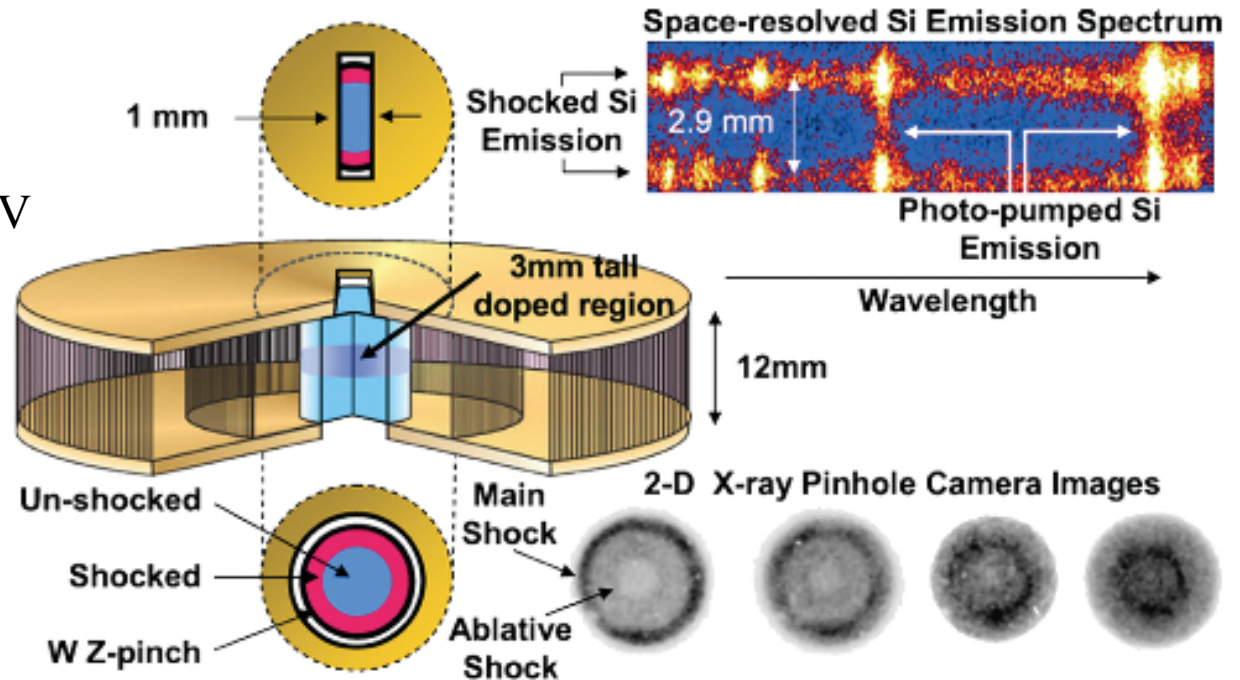 Space-resolved Si Emission Spectrum
1 mm
Shocked Si
Emission
2.9 mm
V
Photo-pumped Si
Emission
3mm tall
doped region
Wavelength
12mm
Un-shocked
Main
Shock
2-D X-ray Pinhole Camera Images
Shocked
Ablative
Shock
W Z-pinch